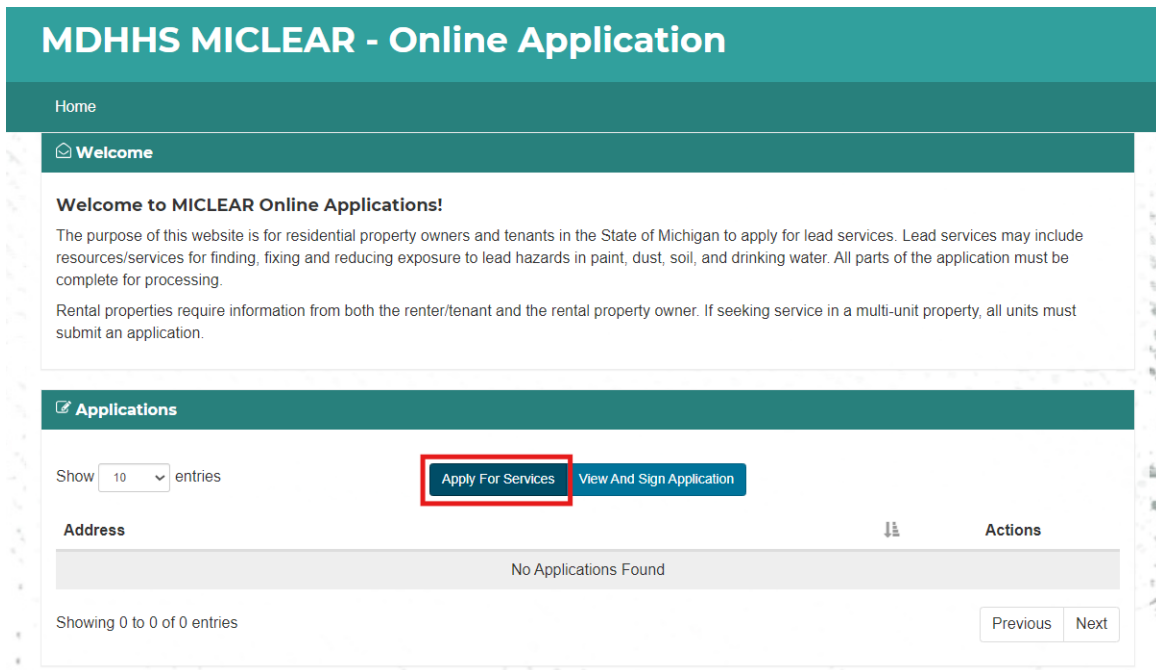 MDHHS MICLEAR - Online Application
Home
Welcome
Welcome to MICLEAR Online Applications!
The purpose of this website is for residential property owners and tenants in the State of Michigan to apply for lead services. Lead services may include
resources/services for finding, fixing and reducing exposure to lead hazards in paint, dust, soil, and drinking water. All parts of the application must be
complete for processing.
Rental properties require information from both the renter/tenant and the rental property owner. If seeking service in a multi-unit property, all units must
submit an application.
Applications
Show 10 entries
Apply For Services
View And Sign Application
Address
Actions
No Applications Found
Showing 0 to 0 of 0 entries
Previous
Next